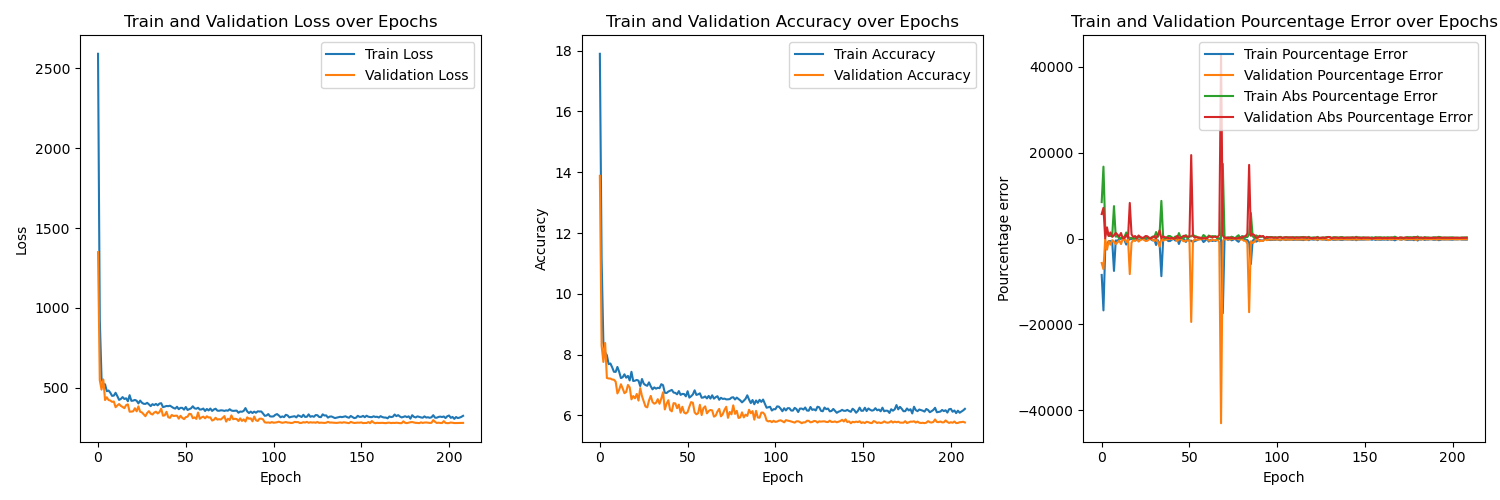 Train and Validation Loss over Epochs
Train Loss
Validation Loss
Loss
2500
2000
1500
1000
500
0
50
100
150
200
Epoch
Train and Validation Accuracy over Epochs
Train Accuracy
Validation Accuracy
Accuracy
18
16
14
12
10
8
6
0
50
100
150
200
Epoch
Train and Validation Pourcentage Error over Epochs
Train Pourcentage Error
Validation Pourcentage Error
Train Abs Pourcentage Error
Validation Abs Pourcentage Error
Pourcentage error
40000
20000
0
−20000
−40000
0
50
100
150
200
Epoch